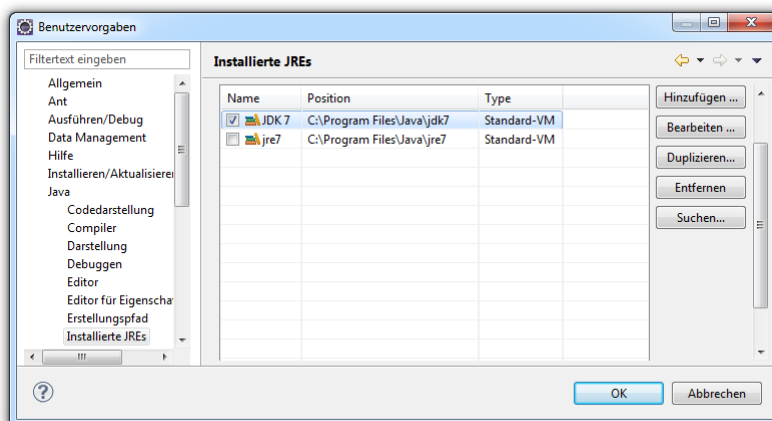 Benutzervorgaben
Filtertext eingeben
Allgemein
Ant
Ausführen/Debug
Data Management
Hilfe
Installieren/Aktualisieren
Java
Codedarstellung
Compiler
Darstellung
Debuggen
Editor
Editor für Eigenscha
Erstellungspfad
Installierte JREs
Installierte JREs
Name Position Type
JDK 7 C:\Program Files\Java\jdk7 Standard-VM
jre7 C:\Program Files\Java\jre7 Standard-VM
Hinzufügen ...
Bearbeiten ...
Duplizieren...
Entfernen
Suchen...
?
OK Abbrechen